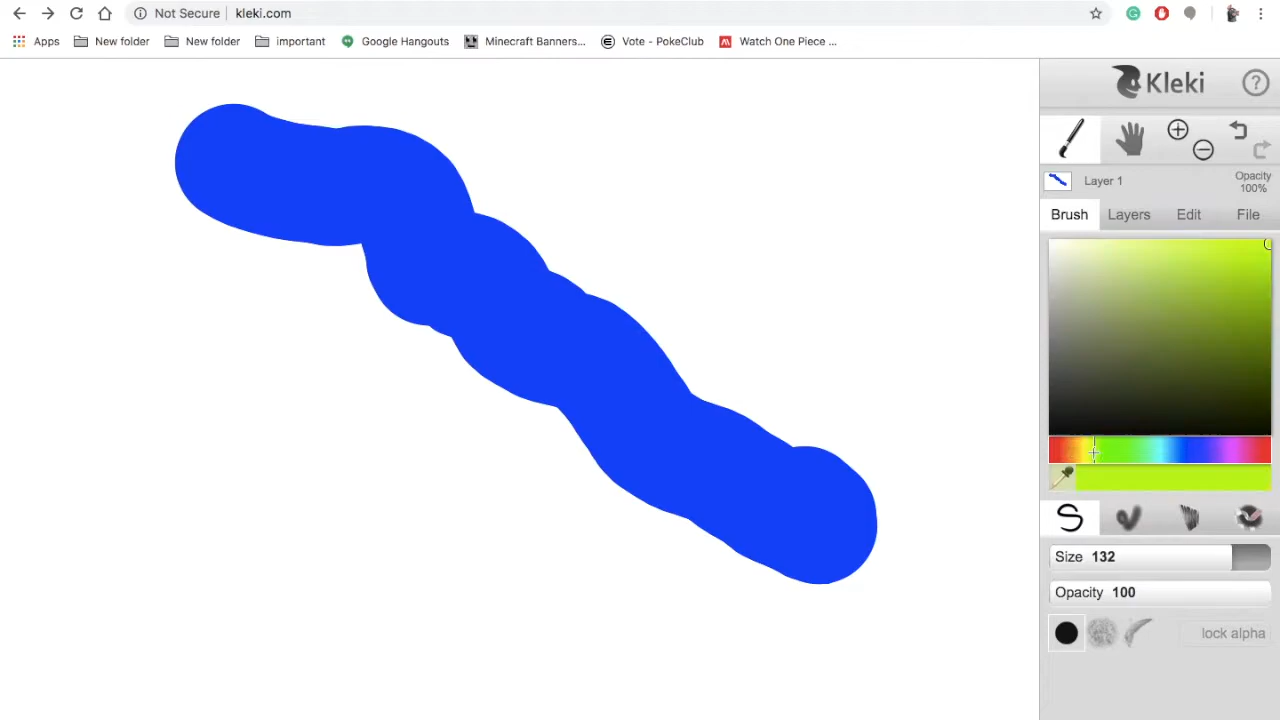 Not Secure kleki.com
Apps New folder New folder important Google Hangouts Minecraft Banners... Vote - PokeClub Watch One Piece ...
Kleki ?
Layer 1 Opacity
100%
Brush Layers Edit File
Size 132
Opacity 100
lock alpha